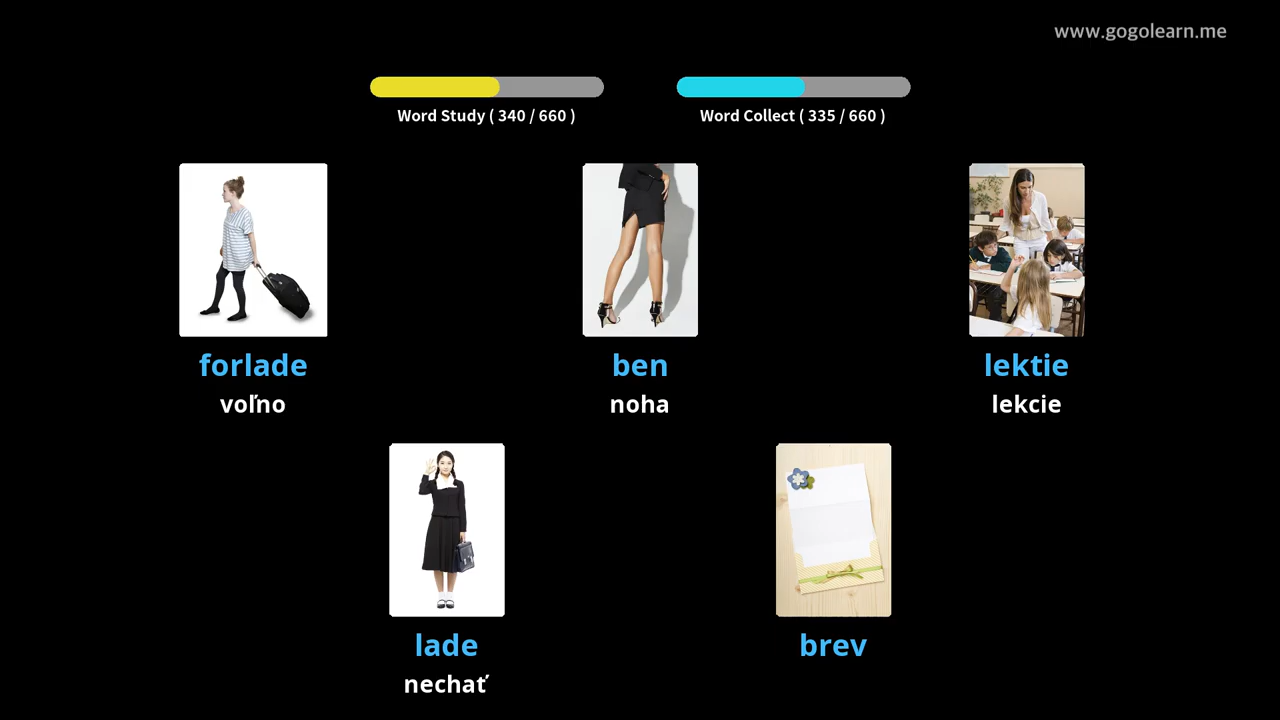 www.gogolearn.me
Word Study ( 340 / 660 )
Word Collect ( 335 / 660 )
forlade
voľno
ben
noha
lektie
lekcie
lade
nechať
brev